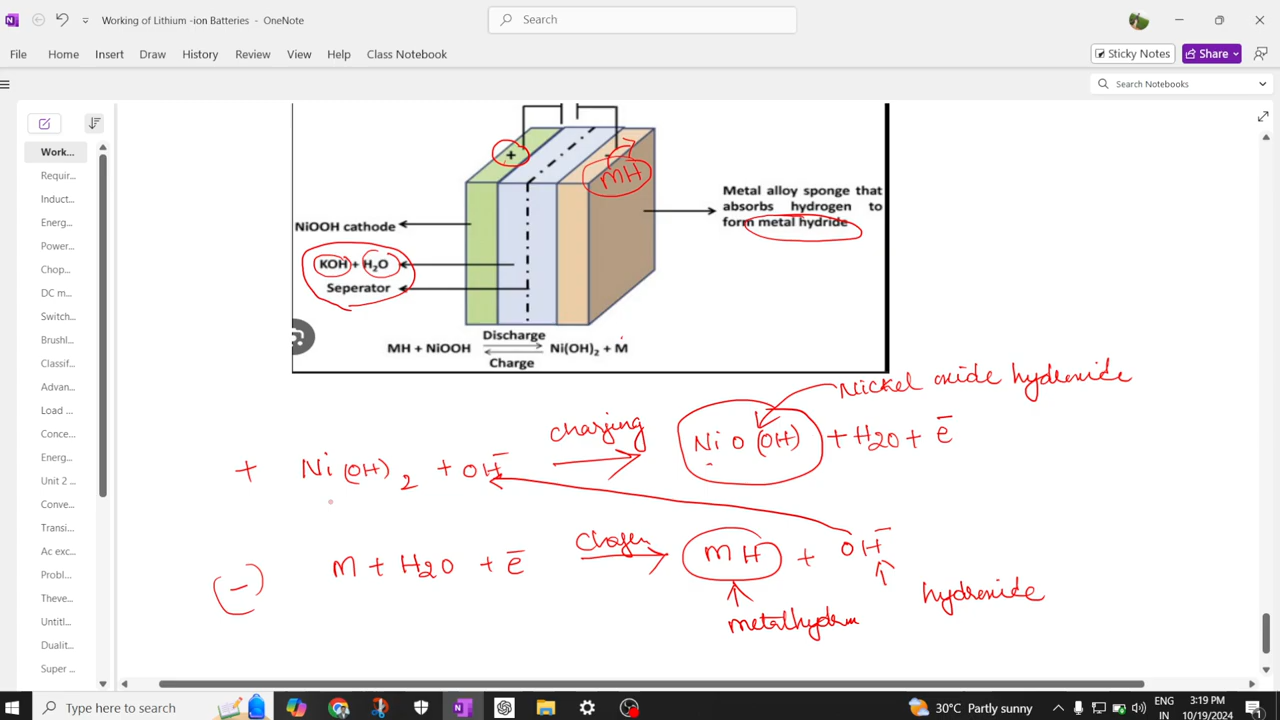 Working of Lithium -ion Batteries - OneNote
Search
File Home Insert Draw History Review View Help Class Notebook
Sticky Notes
Share
Search Notebooks
Work...
Requir...
Induct...
Energ...
Power...
Chop...
DC m...
Switch...
Brushl...
Classif...
Advan...
Load ...
Conce...
Energ...
Unit 2 ...
Conve...
Transi...
Ac exc...
Probl...
Theve...
Untitl...
Dualit...
Super ...
+
MH
NiOOH cathode
KOH + H₂O
Seperator
Metal alloy sponge that
absorbs hydrogen to
form metal hydride
MH + NiOOH Discharge Ni(OH)₂ + M
Charge
Nickel oxide hydroxide
+ Ni(OH)₂ + OH⁻ charging Ni O (OH) + H2O + e⁻
(-) M + H2O + e⁻ MH + OH⁻
hydroxide
Type here to search
30°C Partly sunny
ENG
IN
3:19 PM
10/19/2024
1